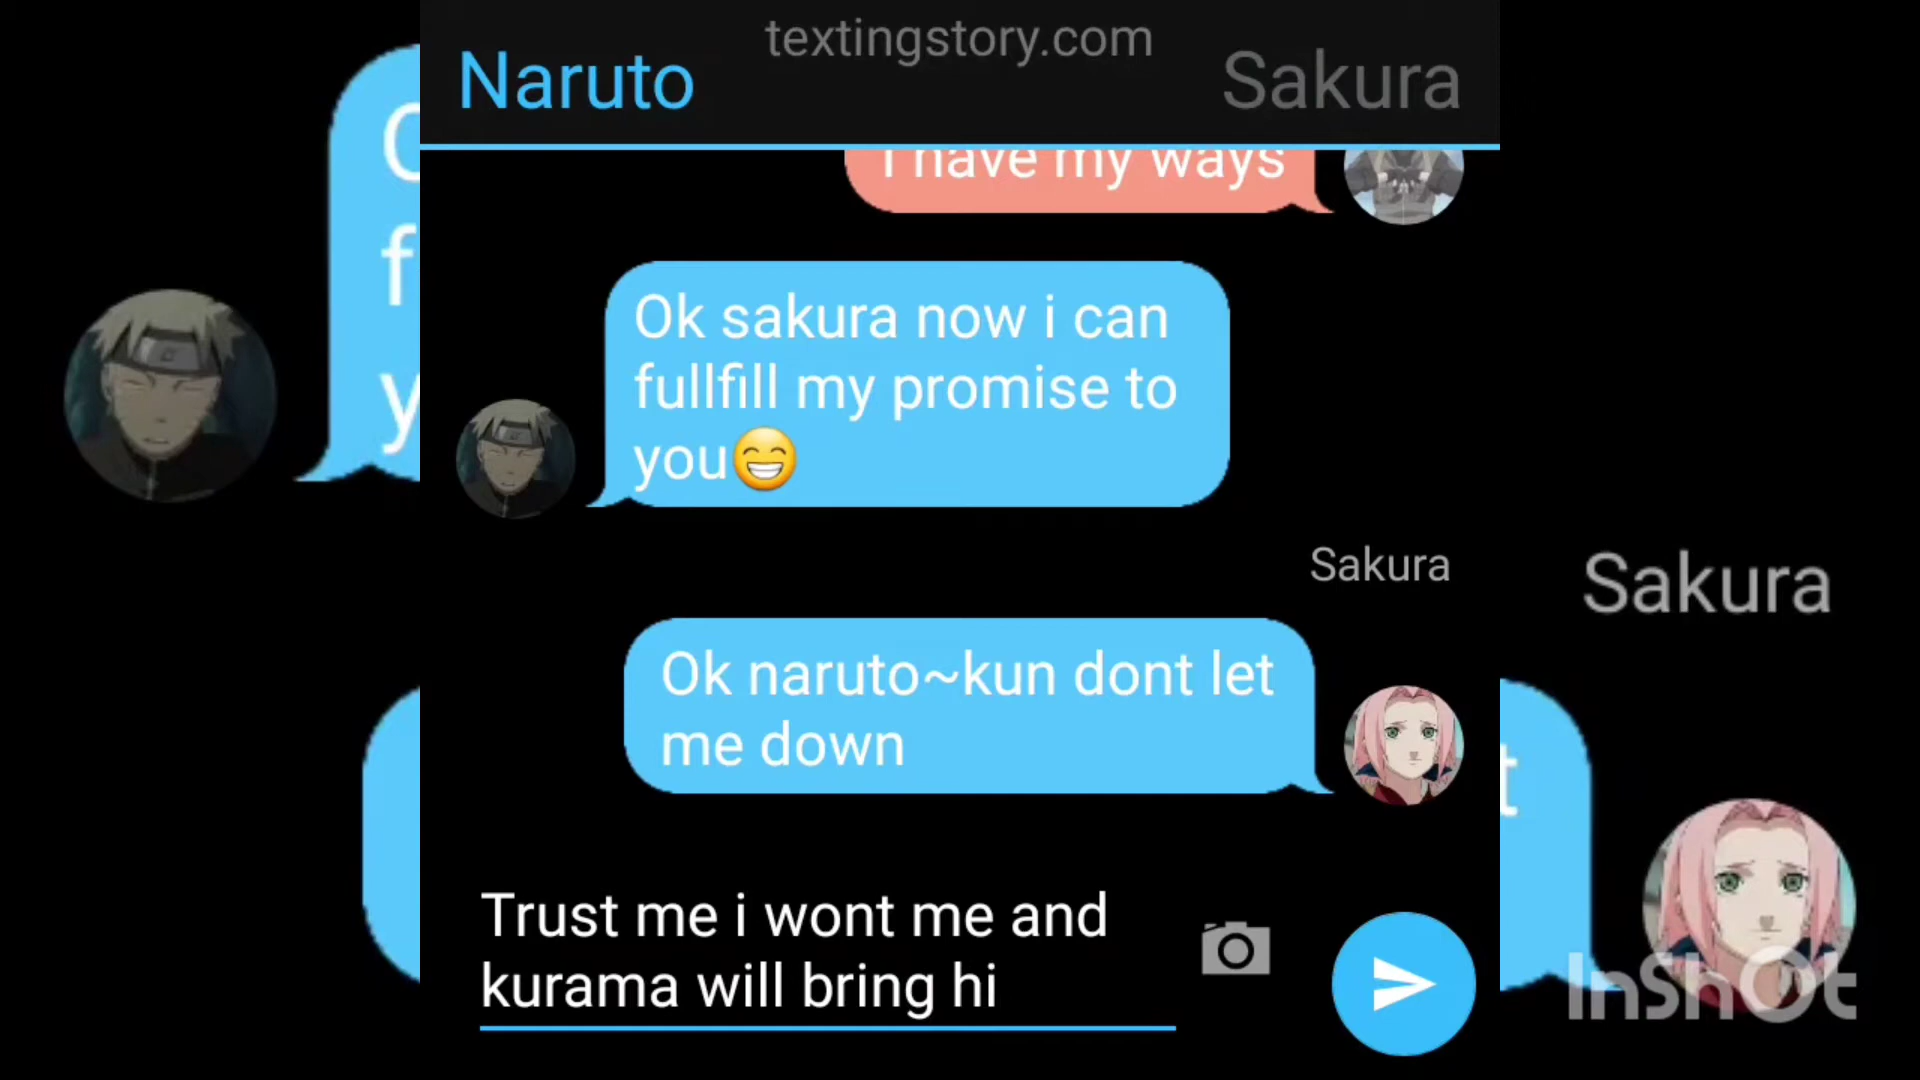 textingstory.com
Naruto
Sakura
I have my ways
Ok sakura now i can
fullfill my promise to
you😁
Sakura
Ok naruto~kun dont let
me down
Trust me i wont me and
kurama will bring hi
Sakura
InShOt